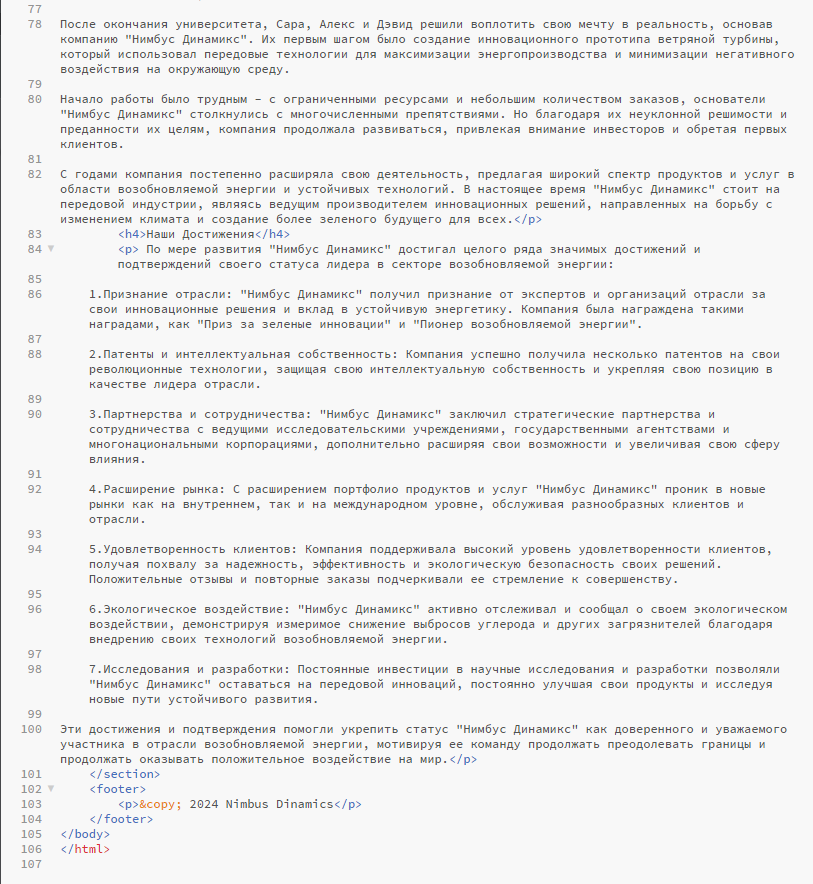 77
78 После окончания университета, Сара, Алекс и Дэвид решили воплотить свою мечту в реальность, основав
компанию "Нимбус Динамикс". Их первым шагом было создание инновационного прототипа ветряной турбины,
который использовал передовые технологии для максимизации энергопроизводства и минимизации негативного
воздействия на окружающую среду.
79
80 Начало работы было трудным – с ограниченными ресурсами и небольшим количеством заказов, основатели
"Нимбус Динамикс" столкнулись с многочисленными препятствиями. Но благодаря их неуклонной решимости и
преданности их целям, компания продолжала развиваться, привлекая внимание инвесторов и обретая первых
клиентов.
81
82 С годами компания постепенно расширяла свою деятельность, предлагая широкий спектр продуктов и услуг в
области возобновляемой энергии и устойчивых технологий. В настоящее время "Нимбус Динамикс" стоит на
передовой индустрии, являясь ведущим производителем инновационных решений, направленных на борьбу с
изменением климата и создание более зеленого будущего для всех.</p>
83 <h4>Наши Достижения</h4>
84 <p> По мере развития "Нимбус Динамикс" достигал целого ряда значимых достижений и
подтверждений своего статуса лидера в секторе возобновляемой энергии:
85
86 1.Признание отрасли: "Нимбус Динамикс" получил признание от экспертов и организаций отрасли за
свои инновационные решения и вклад в устойчивую энергетику. Компания была награждена такими
наградами, как "Приз за зеленые инновации" и "Пионер возобновляемой энергии".
87
88 2.Патенты и интеллектуальная собственность: Компания успешно получила несколько патентов на свои
революционные технологии, защищая свою интеллектуальную собственность и укрепляя свою позицию в
качестве лидера отрасли.
89
90 3.Партнерства и сотрудничества: "Нимбус Динамикс" заключил стратегические партнерства и
сотрудничества с ведущими исследовательскими учреждениями, государственными агентствами и
многонациональными корпорациями, дополнительно расширяя свои возможности и увеличивая свою сферу
влияния.
91
92 4.Расширение рынка: С расширением портфолио продуктов и услуг "Нимбус Динамикс" проник в новые
рынки как на внутреннем, так и на международном уровне, обслуживая разнообразных клиентов и
отрасли.
93
94 5.Удовлетворенность клиентов: Компания поддерживала высокий уровень удовлетворенности клиентов,
получая похвалу за надежность, эффективность и экологическую безопасность своих решений.
Положительные отзывы и повторные заказы подчеркивали ее стремление к совершенству.
95
96 6.Экологическое воздействие: "Нимбус Динамикс" активно отслеживал и сообщал о своем экологическом
воздействии, демонстрируя измеримое снижение выбросов углерода и других загрязнителей благодаря
внедрению своих технологий возобновляемой энергии.
97
98 7.Исследования и разработки: Постоянные инвестиции в научные исследования и разработки позволяли
"Нимбус Динамикс" оставаться на передовой инноваций, постоянно улучшая свои продукты и исследуя
новые пути устойчивого развития.
99
100 Эти достижения и подтверждения помогли укрепить статус "Нимбус Динамикс" как доверенного и уважаемого
участника в отрасли возобновляемой энергии, мотивируя ее команду продолжать преодолевать границы и
продолжать оказывать положительное воздействие на мир.</p>
101 </section>
102 <footer>
103 <p>&copy; 2024 Nimbus Dinamics</p>
104 </footer>
105 </body>
106 </html>
107